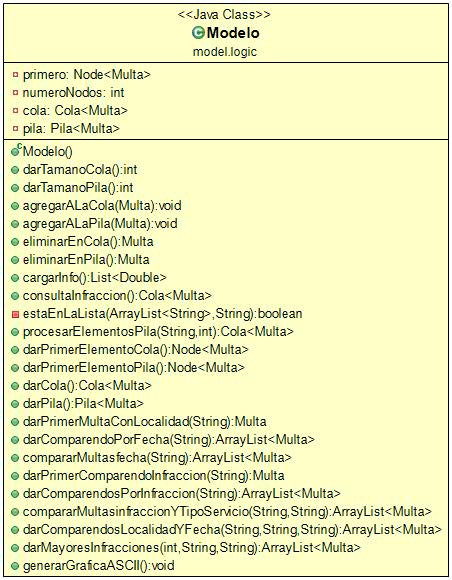 <<Java Class>>
Modelo
model.logic
primero: Node<Multa>
numeroNodos: int
cola: Cola<Multa>
pila: Pila<Multa>
Modelo()
darTamanoCola():int
darTamanoPila():int
agregarALaCola(Multa):void
agregarALaPila(Multa):void
eliminarEnCola():Multa
eliminarEnPila():Multa
cargarInfo():List<Double>
consultaInfraccion():Cola<Multa>
estaEnLaLista(ArrayList<String>,String):boolean
procesarElementosPila(String,int):Cola<Multa>
darPrimerElementoCola():Node<Multa>
darPrimerElementoPila():Node<Multa>
darCola():Cola<Multa>
darPila():Pila<Multa>
darPrimerMultaConLocalidad(String):Multa
darComparendoPorFecha(String):ArrayList<Multa>
compararMultasfecha(String):ArrayList<Multa>
darPrimerComparendoInfraccion(String):Multa
darComparendosPorInfraccion(String):ArrayList<Multa>
compararMultasinfraccionYTipoServicio(String,String):ArrayList<Multa>
darComparendosLocalidadYFecha(String,String,String):ArrayList<Multa>
darMayoresInfracciones(int,String,String):ArrayList<Multa>
generarGraficaASCII():void